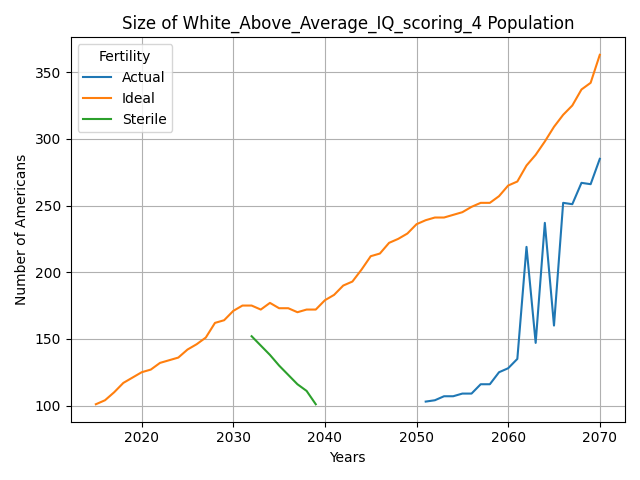 Size of White_Above_Average_IQ_scoring_4 Population
Fertility
Actual
Ideal
Sterile
Number of Americans
350
300
250
200
150
100
2020 2030 2040 2050 2060 2070
Years